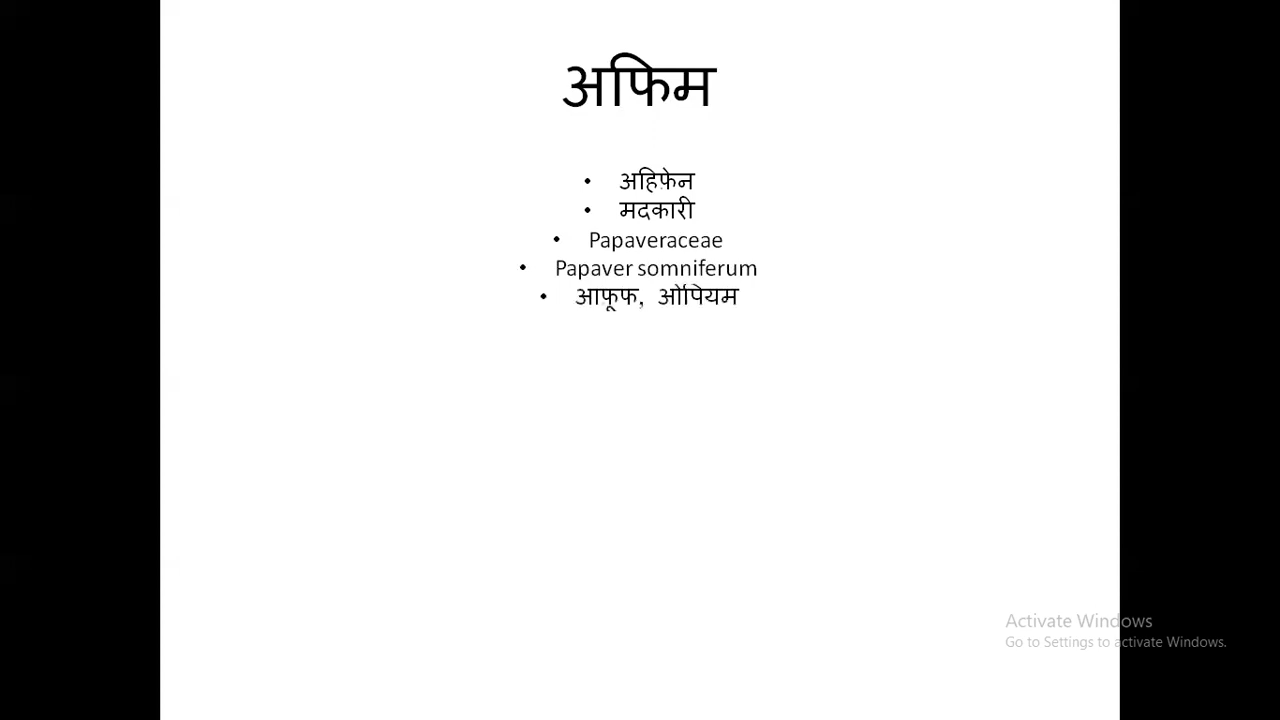 अफिम
• अहिफ़ेन
• मदकारी
• Papaveraceae
• Papaver somniferum
• आफूफ, ओपियम
Activate Windows
Go to Settings to activate Windows.